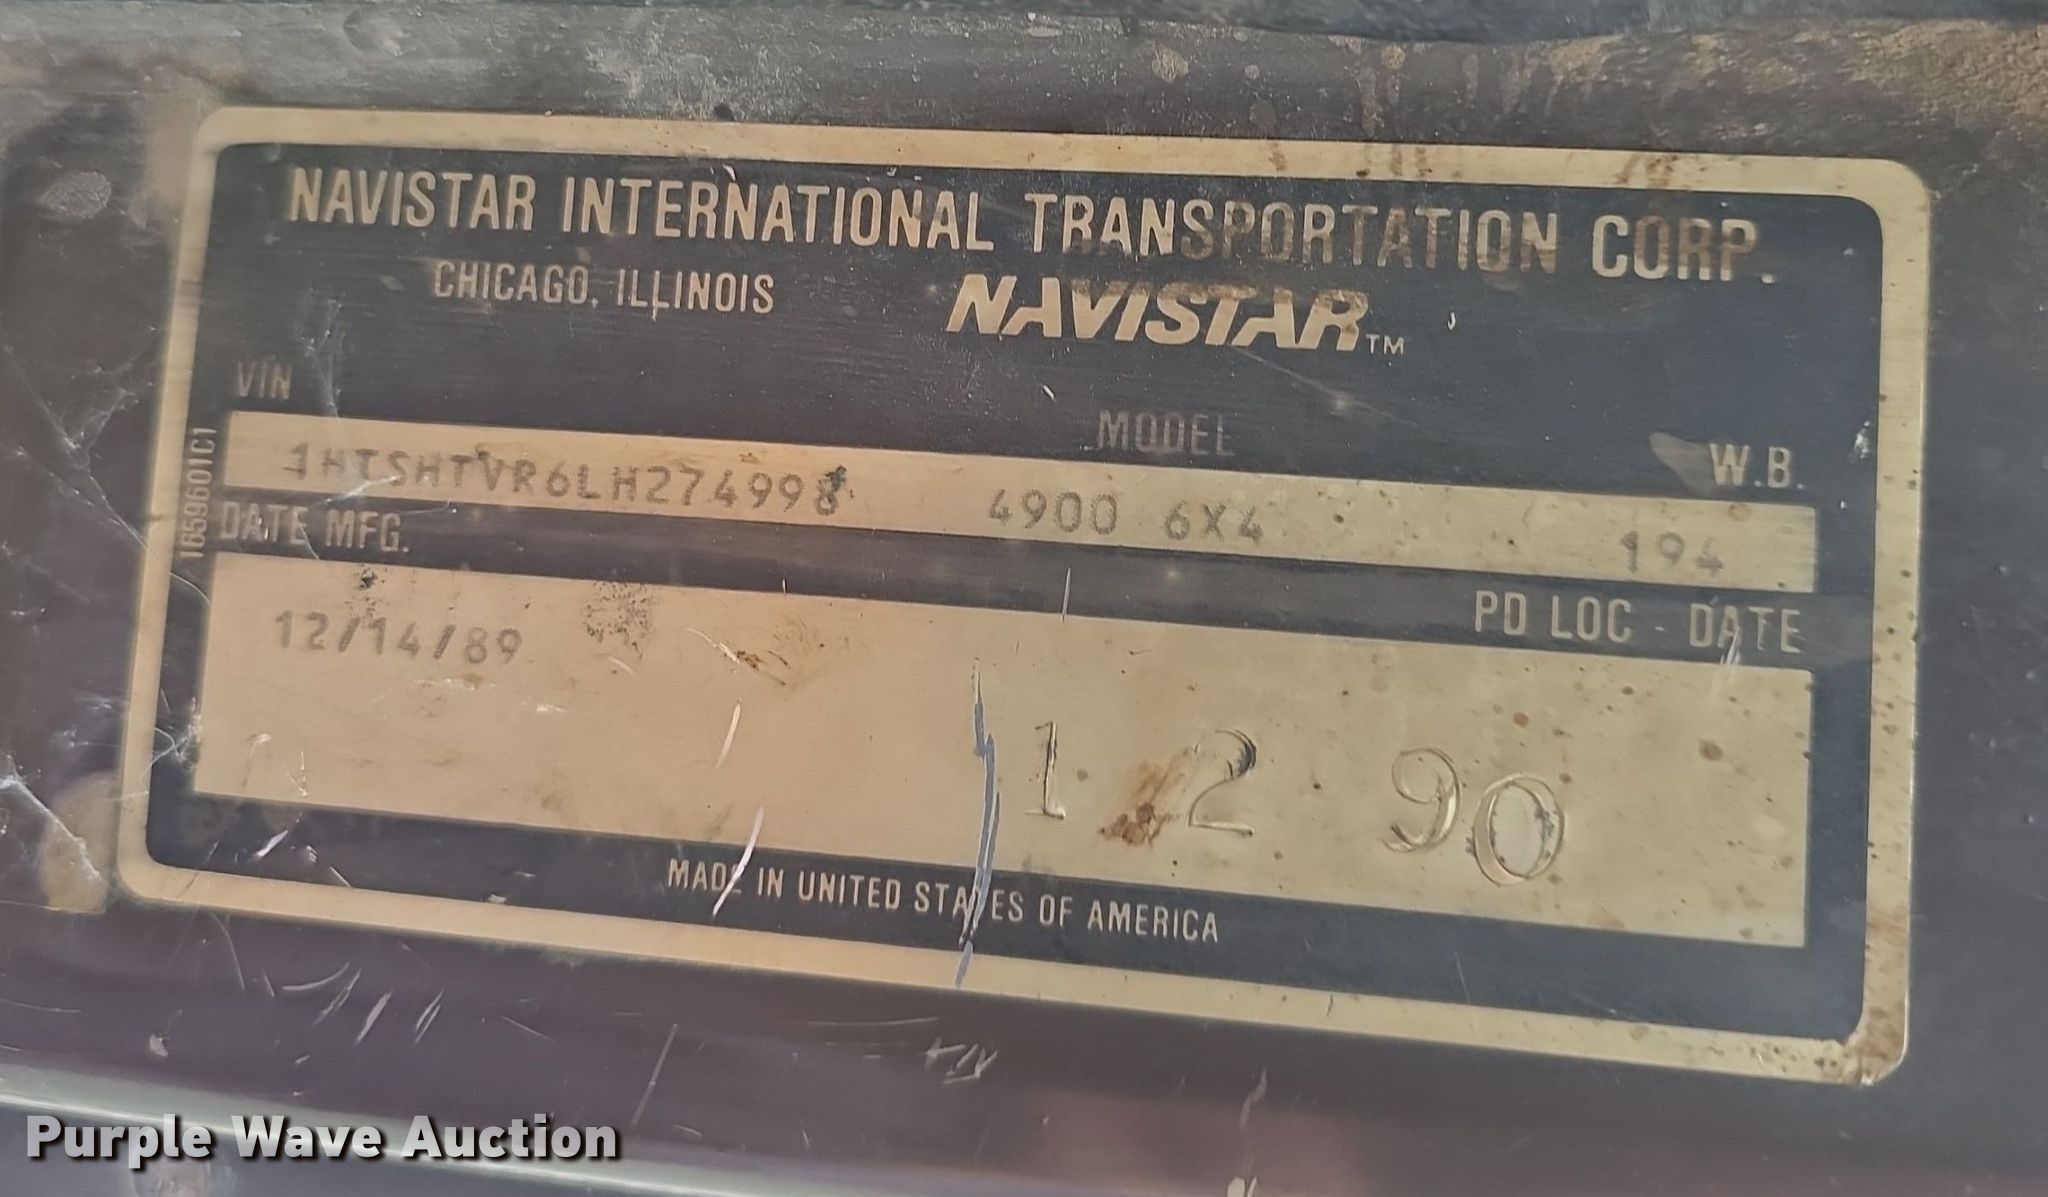 NAVISTAR INTERNATIONAL TRANSPORTATION CORP.
CHICAGO, ILLINOIS NAVISTAR™
VIN MODEL W.B.
1HTSHTVR6LH274998 4900 6X4 194
1659601C1
DATE MFG. PD LOC - DATE
12/14/89
1 2 90
MADE IN UNITED STATES OF AMERICA
Purple Wave Auction